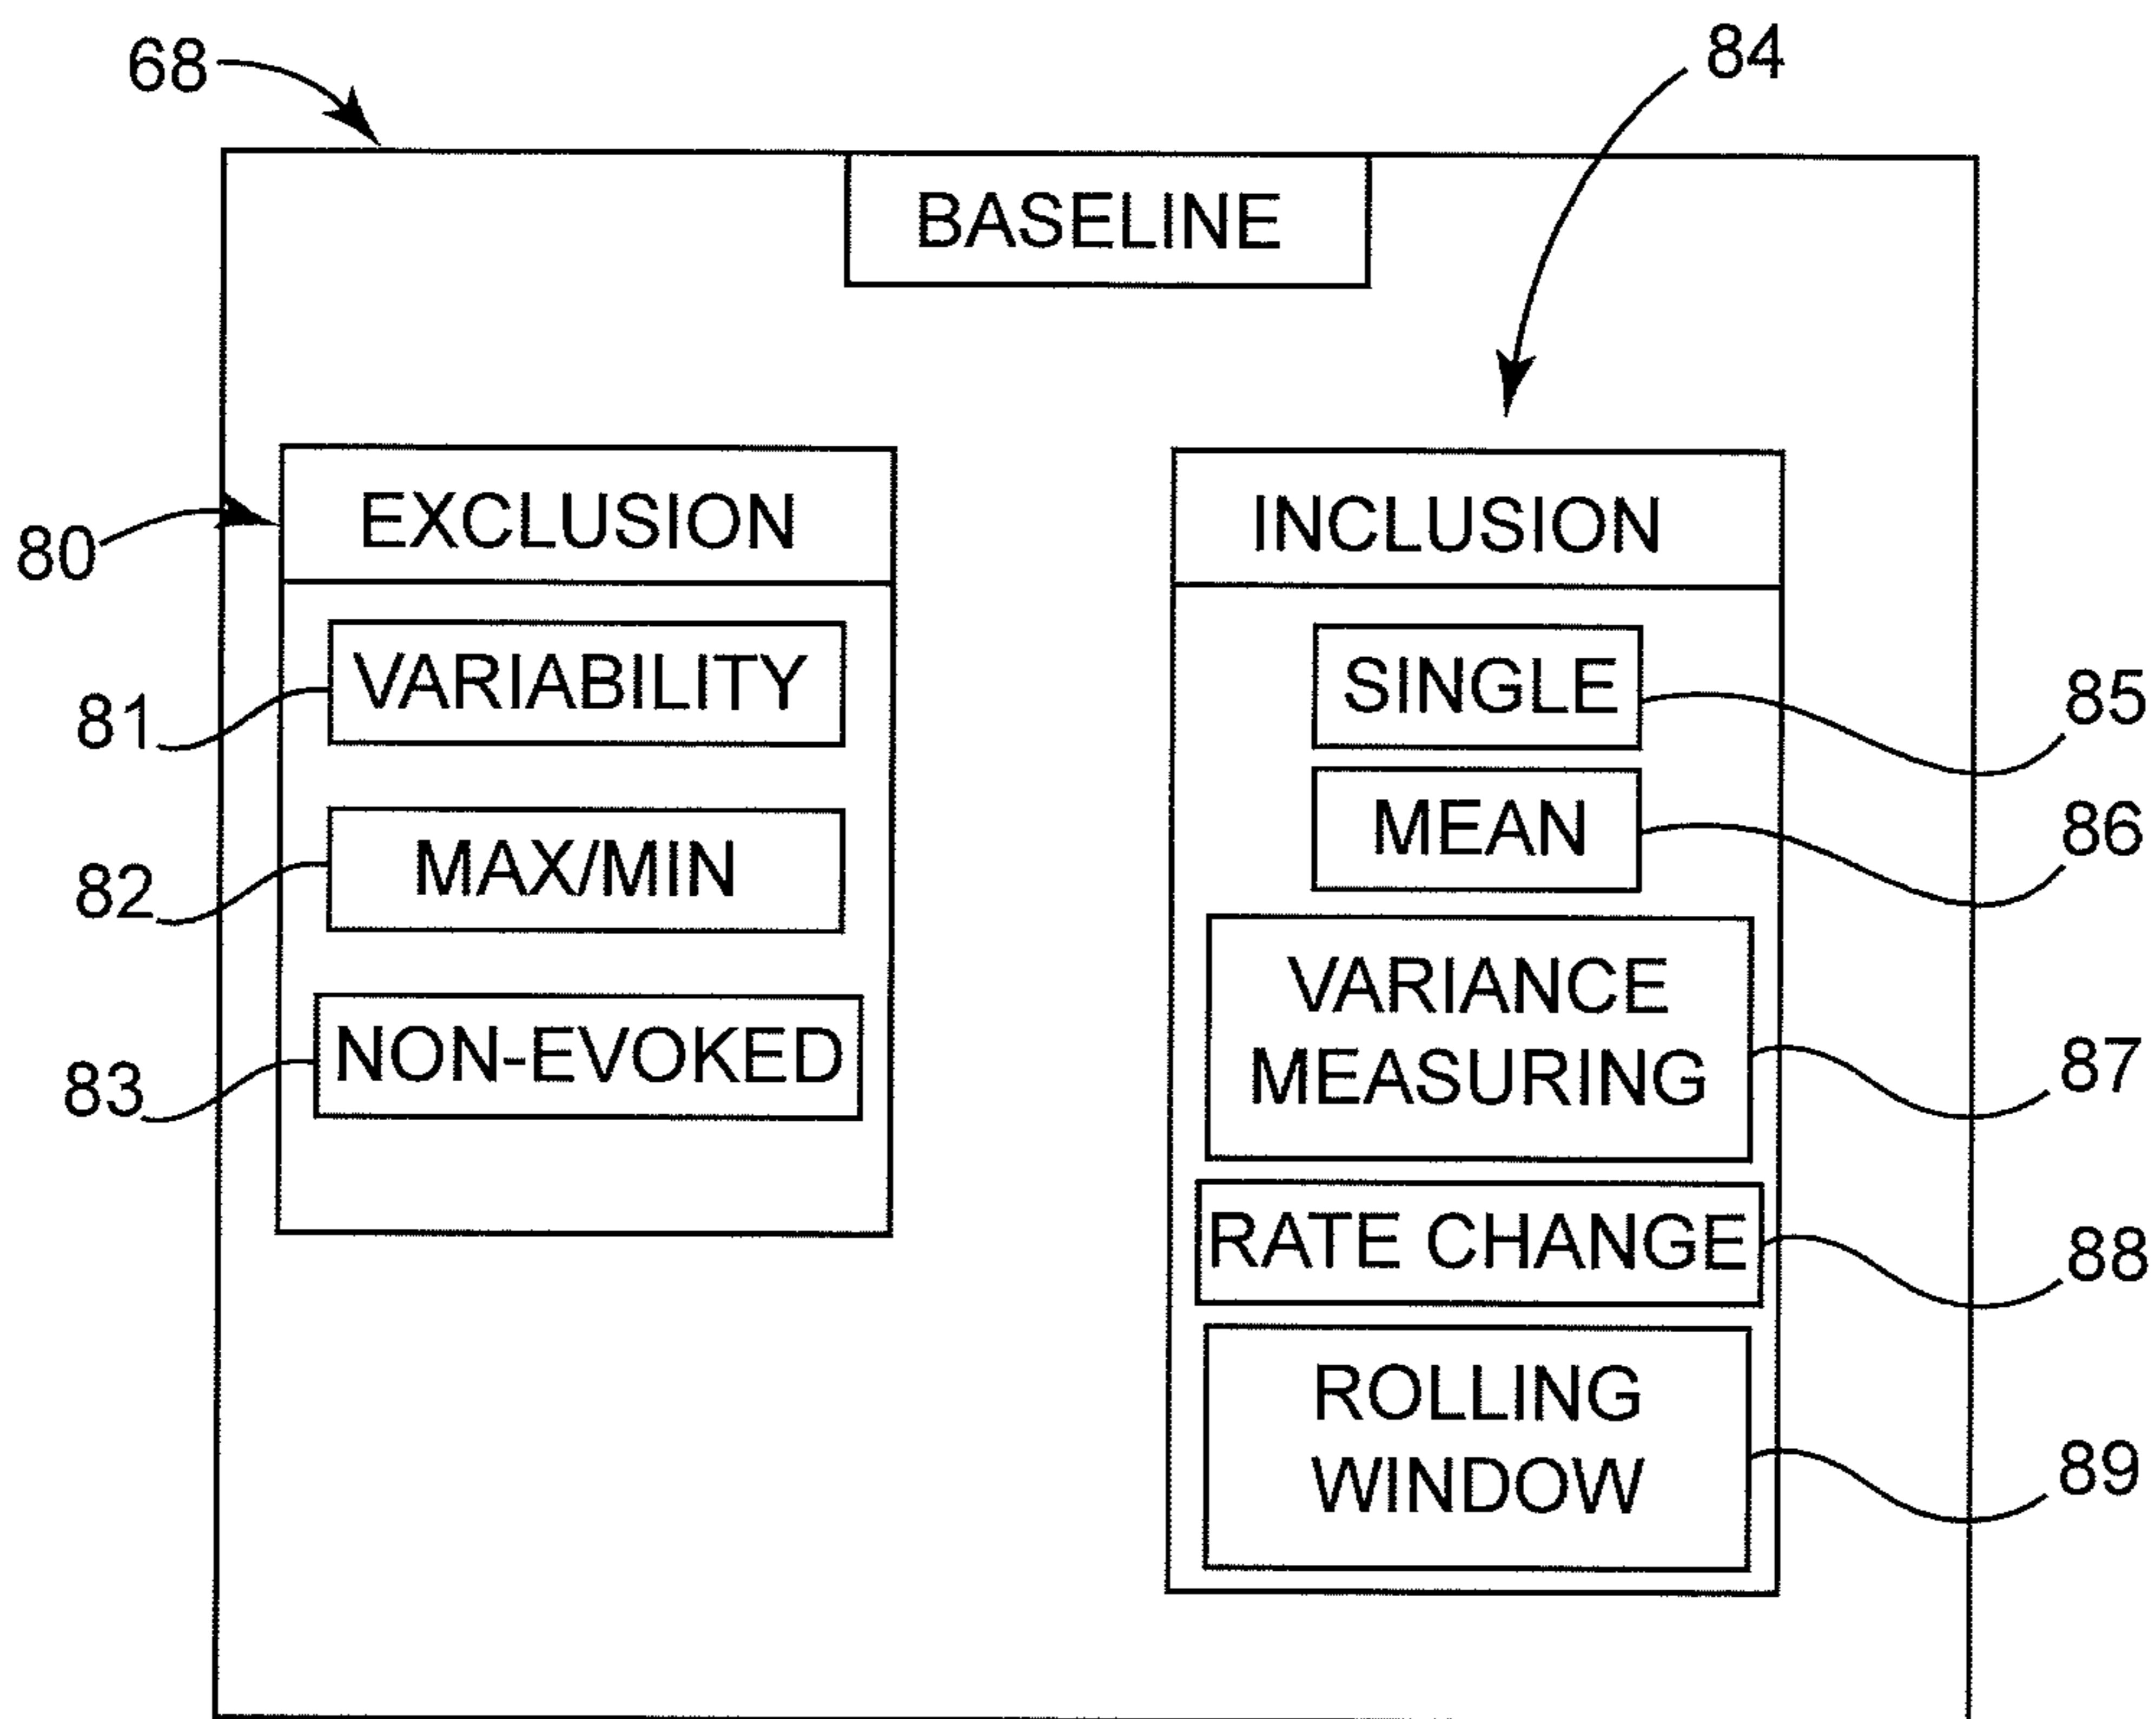 68
84
BASELINE
80
EXCLUSION
81
VARIABILITY
82
MAX/MIN
83
NON-EVOKED
INCLUSION
SINGLE
85
MEAN
86
VARIANCE
MEASURING
87
RATE CHANGE
88
ROLLING
WINDOW
89